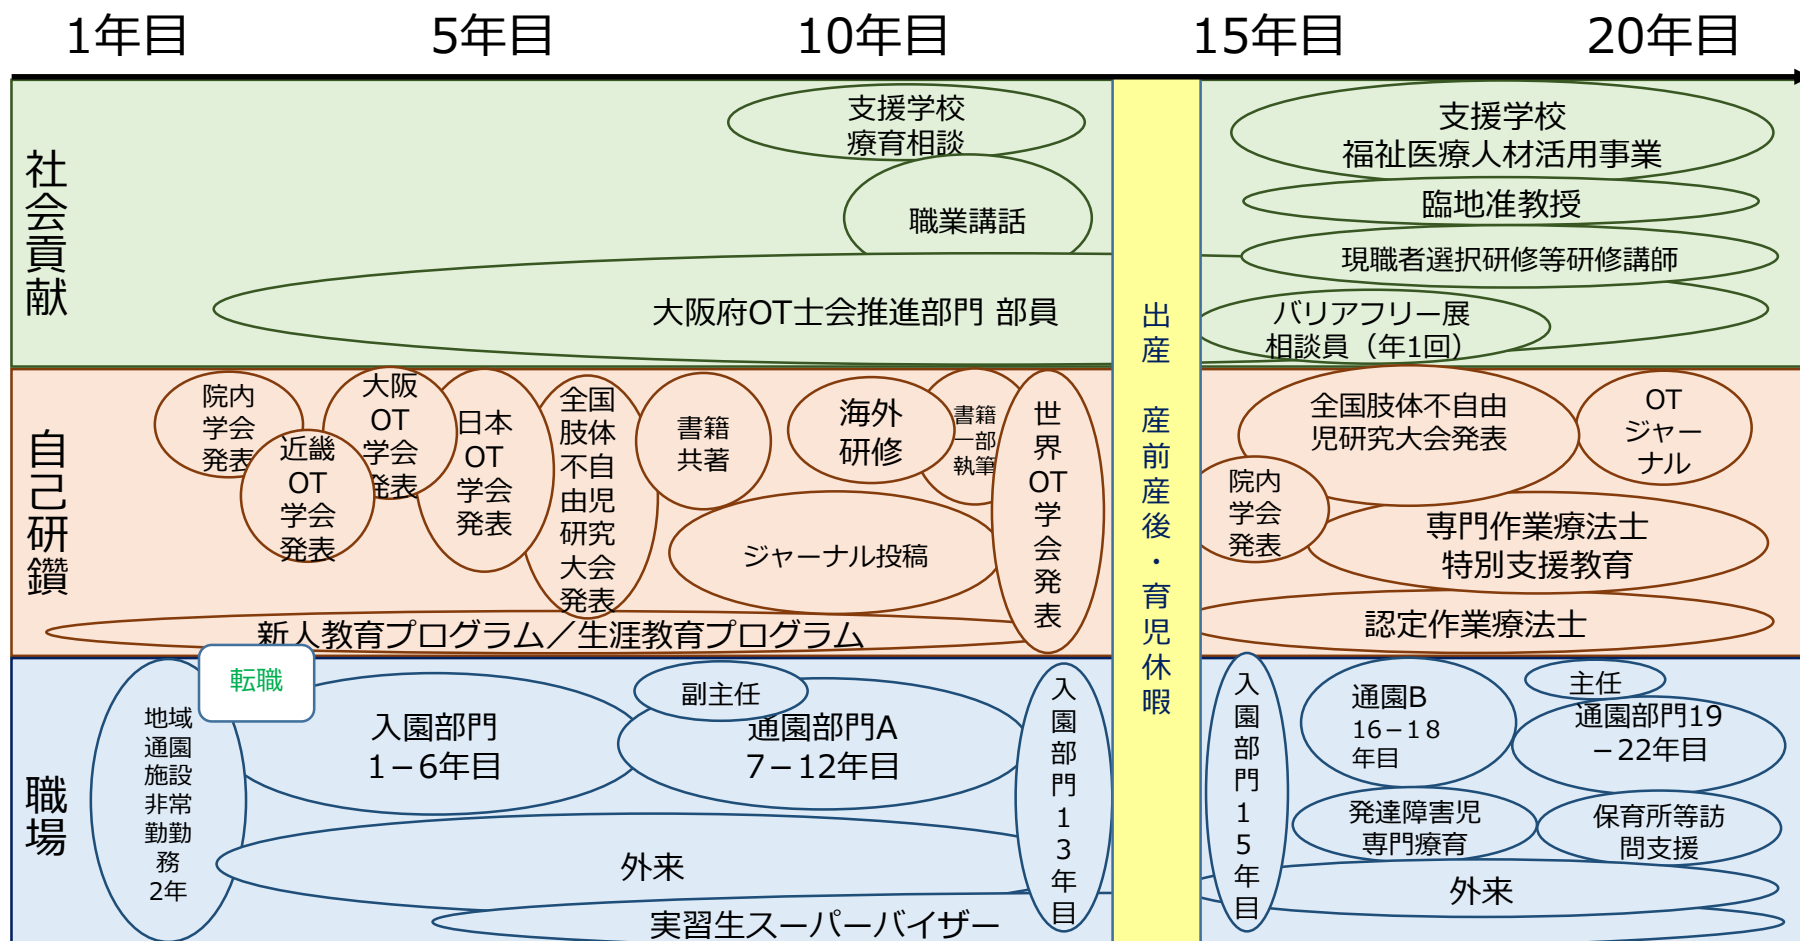 1年目
5年目
10年目
15年目
20年目
社会貢献
支援学校
療育相談
職業講話
大阪府OT士会推進部門 部員
支援学校
福祉医療人材活用事業
臨地准教授
現職者選択研修等研修講師
バリアフリー展
相談員（年1回）
出産　産前産後・育児休暇
自己研鑽
院内
学会
発表
近畿
OT
学会
発表
大阪
OT
学会
発表
日本
OT
学会
発表
全国
肢体
不自
由児
研究
大会
発表
書籍
共著
海外
研修
書籍
一部
執筆
世界OT学会発表
ジャーナル投稿
新人教育プログラム／生涯教育プログラム
全国肢体不自由
児研究大会発表
OT
ジャー
ナル
院内
学会
発表
専門作業療法士
特別支援教育
認定作業療法士
職場
転職
地域
通園
施設
非常
勤勤
務
2年
入園部門
1－6年目
副主任
通園部門A
7－12年目
入園部門13年目
外来
実習生スーパーバイザー
入園部門15年目
通園B
16－18
年目
主任
通園部門19
－22年目
発達障害児
専門療育
保育所等訪
問支援
外来